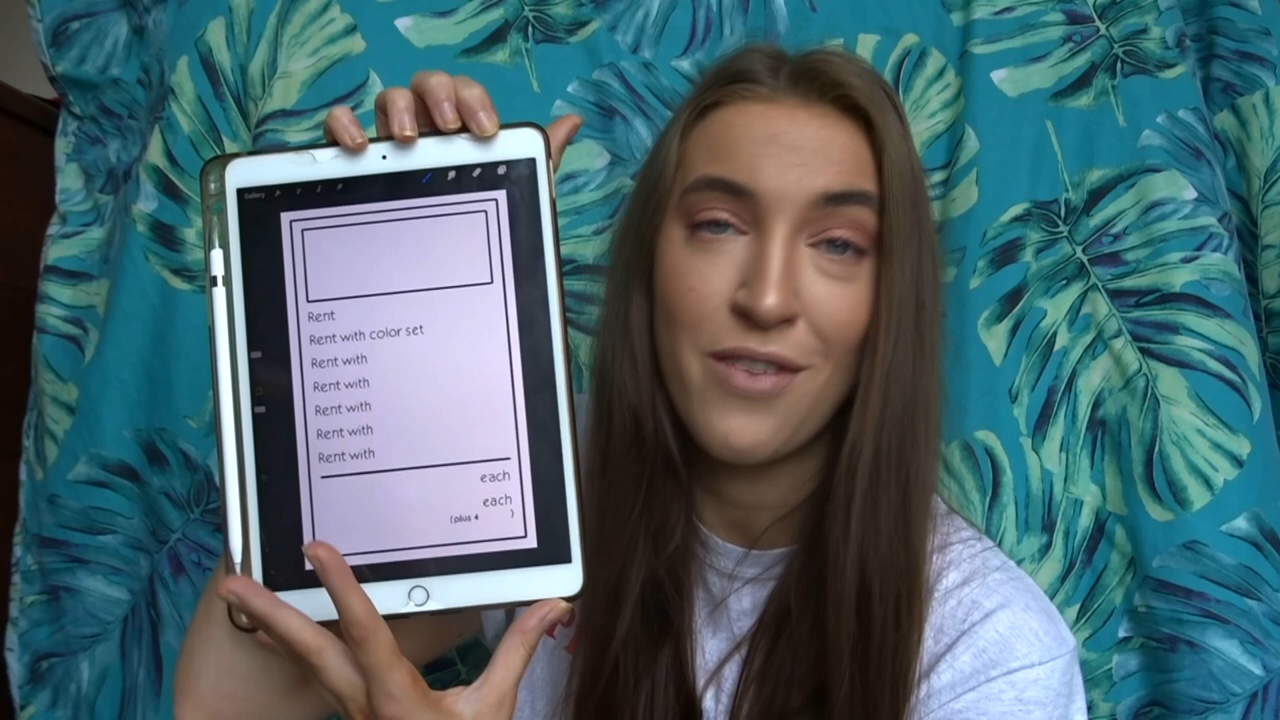 Gallery
Rent
Rent with color set
Rent with
Rent with
Rent with
Rent with
Rent with
each
each
(plus 4 )